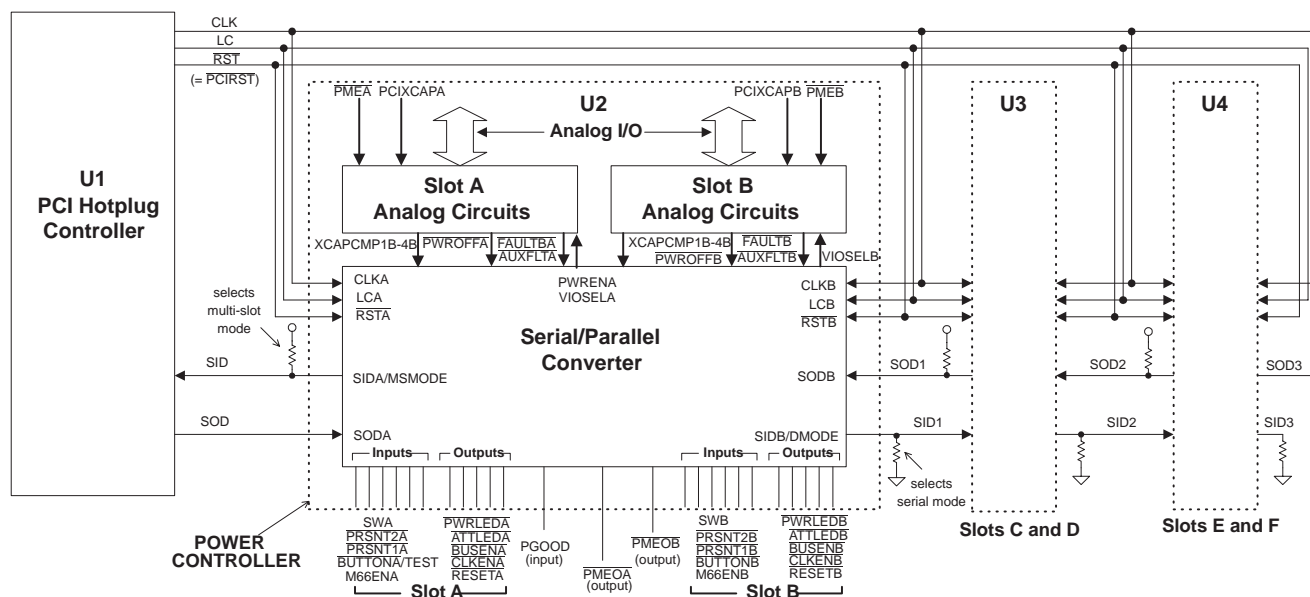 CLK
LC
RST
(= PCIRST)
U1
PCI Hotplug
Controller
PMEA PCIXCAPA
U2
Analog I/O
PCIXCAPB PMEB
U3
U4
Slot A
Analog Circuits
Slot B
Analog Circuits
XCAPCMP1B-4B PWROFFA FAULTBA
AUXFLTA
XCAPCMP1B-4B
PWROFFB
FAULTB
AUXFLTB
VIOSELB
CLKA
LCA
RSTA
PWRENA
VIOSELA
CLKB
LCB
RSTB
selects
multi-slot
mode
Serial/Parallel
Converter
SID
SIDA/MSMODE
SODB
SOD1
SOD2
SOD3
SOD
SODA
SIDB/DMODE
SID1
SID2
SID3
Inputs
Outputs
Inputs
Outputs
selects
serial mode
POWER
CONTROLLER
SWA
PRSNT2A
PRSNT1A
BUTTONA/TEST
M66ENA
PWRLEDA
ATTLEDA
BUSENA
CLKENA
RESETA
Slot A
PGOOD
(input)
PMEOA
(output)
PMEOB
(output)
SWB
PRSNT2B
PRSNT1B
BUTTONB
M66ENB
PWRLEDB
ATTLEDB
BUSENB
CLKENB
RESETB
Slot B
Slots C and D
Slots E and F